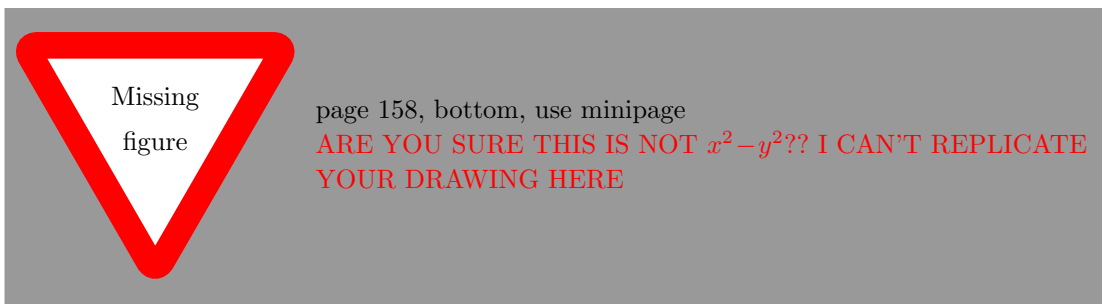 Missing
figure
page 158, bottom, use minipage
ARE YOU SURE THIS IS NOT x²−y²?? I CAN'T REPLICATE
YOUR DRAWING HERE